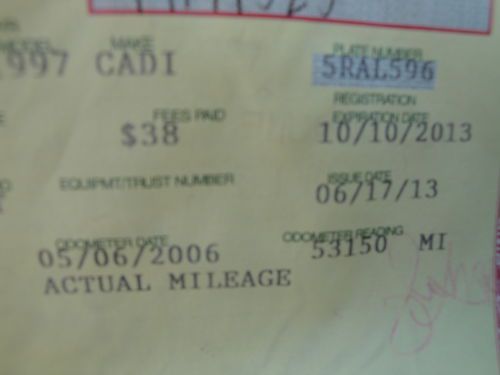 MODEL MAKE PLATE NUMBER
997 CADI 5RAL596
REGISTRATION
FEES PAID EXPIRATION DATE
$38 10/10/2013
EQUIPMT/TRUST NUMBER ISSUE DATE
06/17/13
ODOMETER DATE ODOMETER READING
05/06/2006 53150 MI
ACTUAL MILEAGE